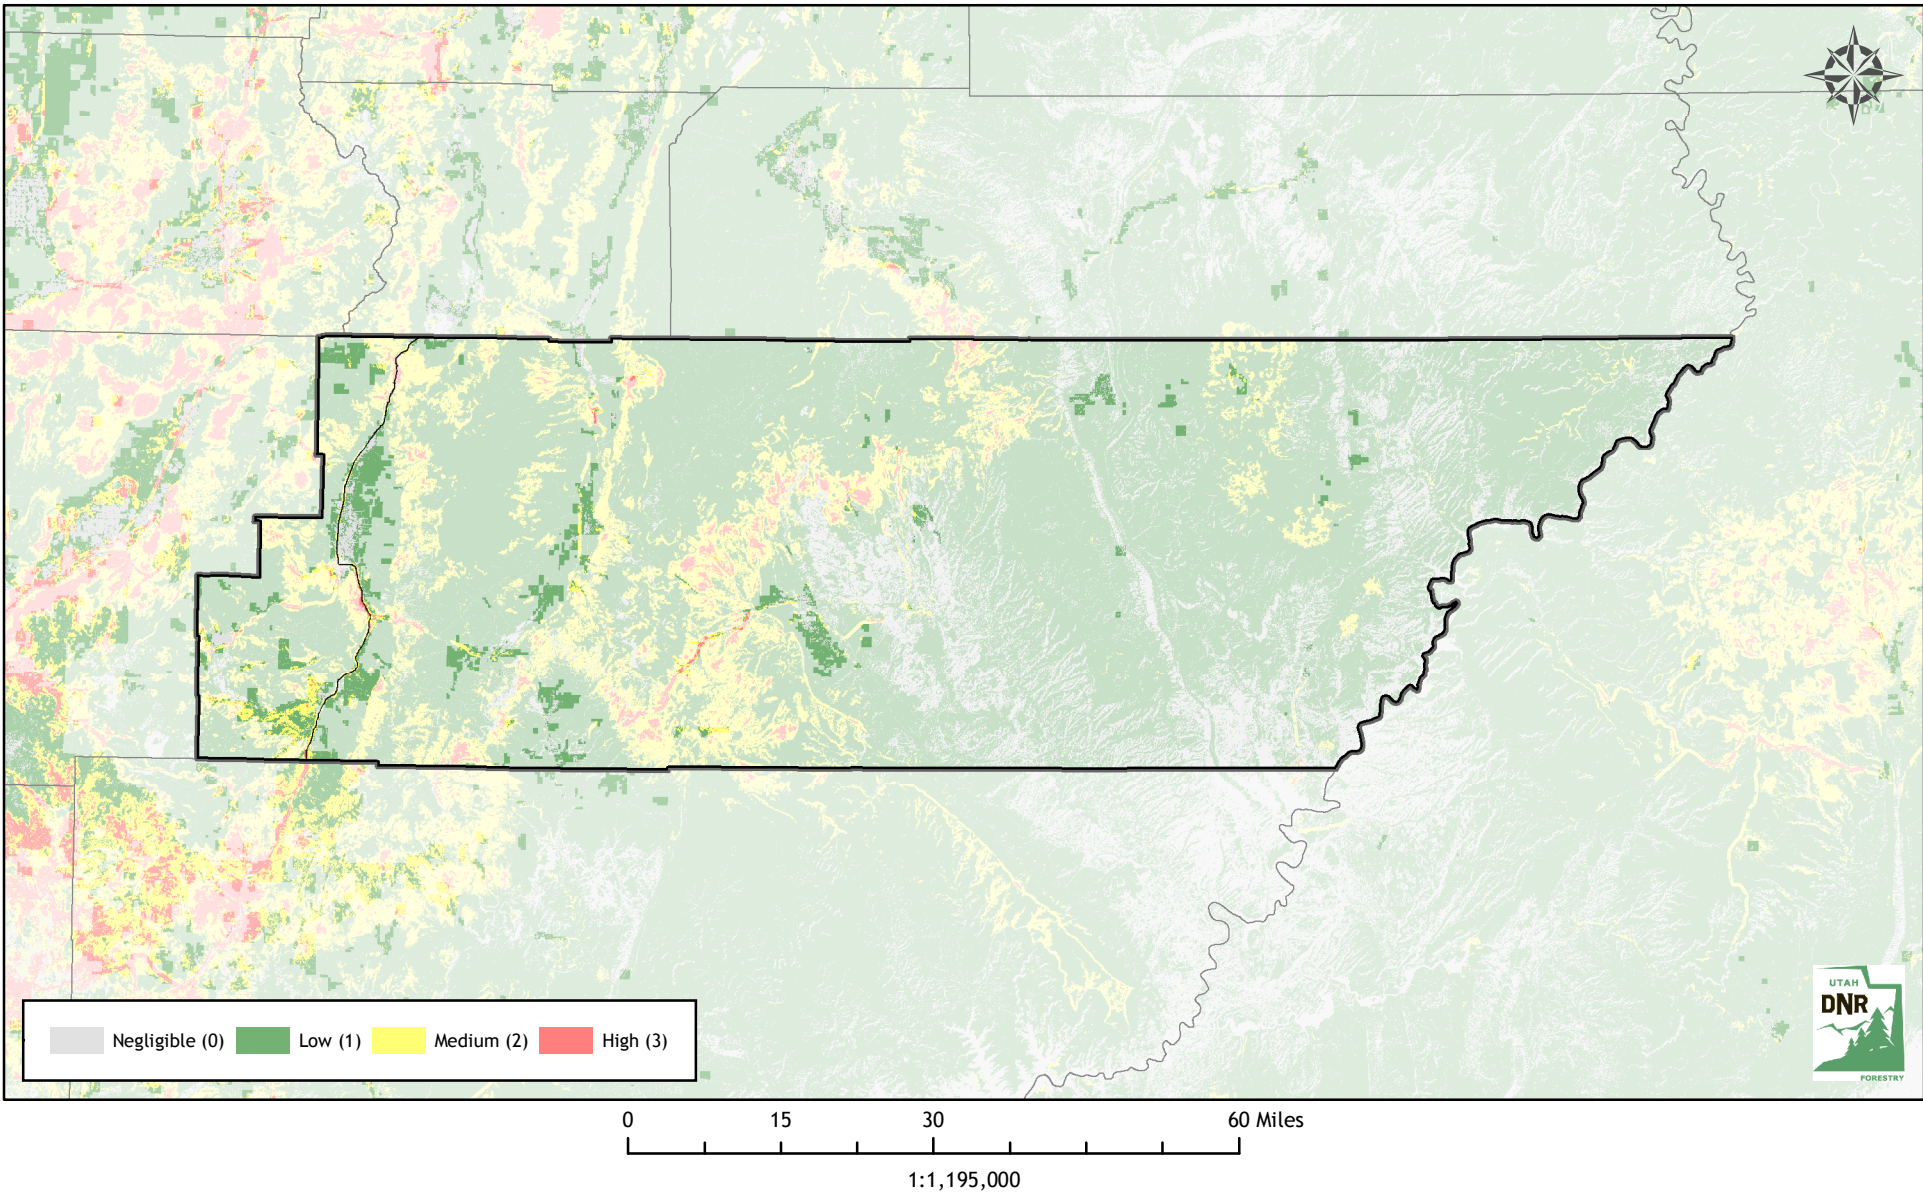 UTAH
DNR
FORESTRY
Negligible (0) Low (1) Medium (2) High (3)
0 15 30 60 Miles
1:1,195,000